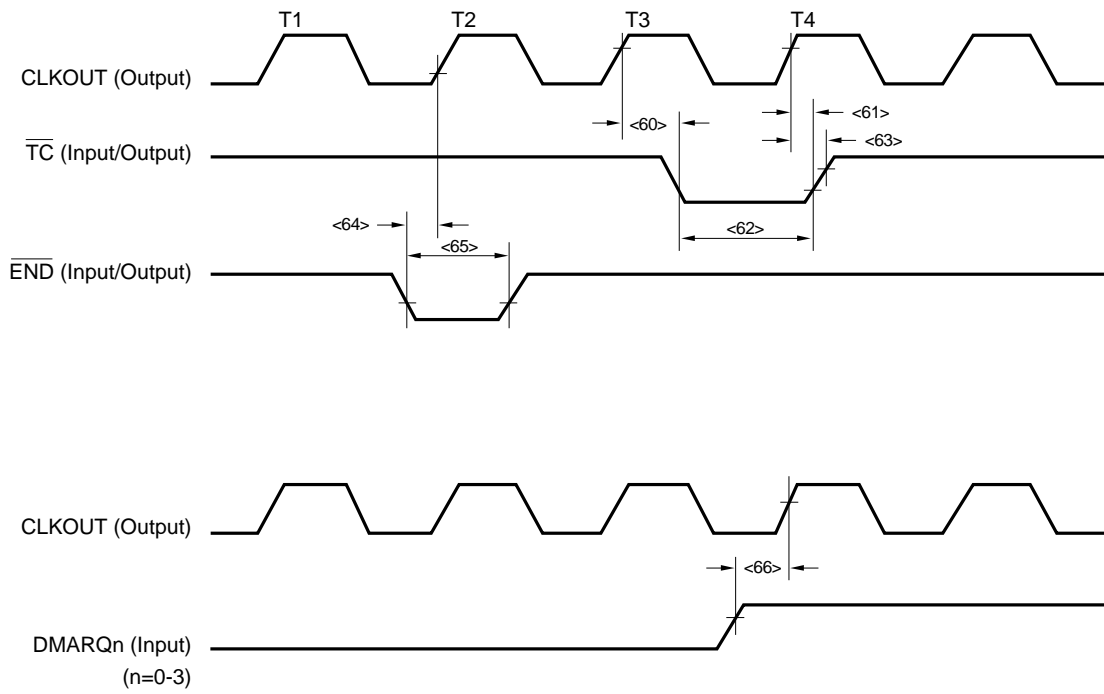 T1 T2 T3 T4
CLKOUT (Output)
<61>
<60>
<63>
TC (Input/Output)
<64>
<65>
<62>
END (Input/Output)
CLKOUT (Output)
<66>
DMARQn (Input)
(n=0-3)